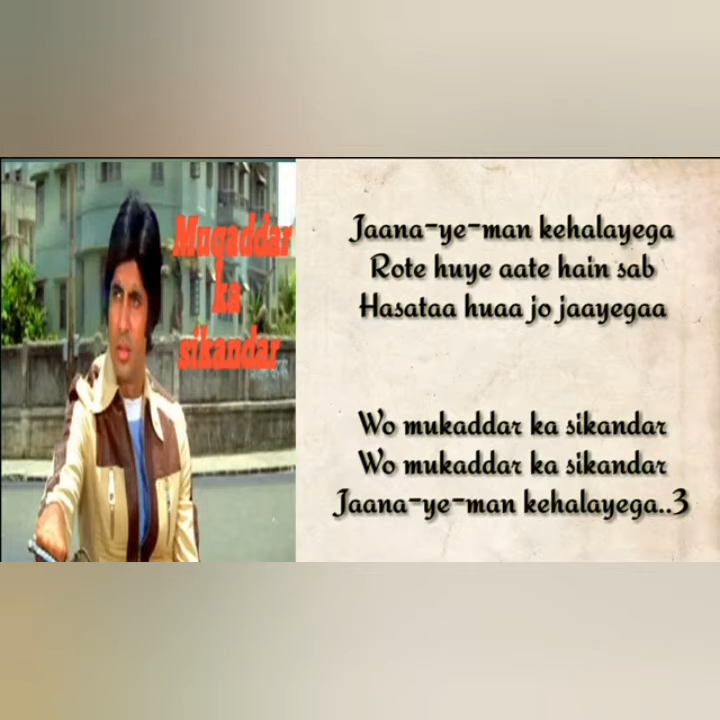 Muqaddar
ka
sikandar
Jaana-ye-man kehalayega
Rote huye aate hain sab
Hasataa huaa jo jaayegaa
Wo mukaddar ka sikandar
Wo mukaddar ka sikandar
Jaana-ye-man kehalayega..3